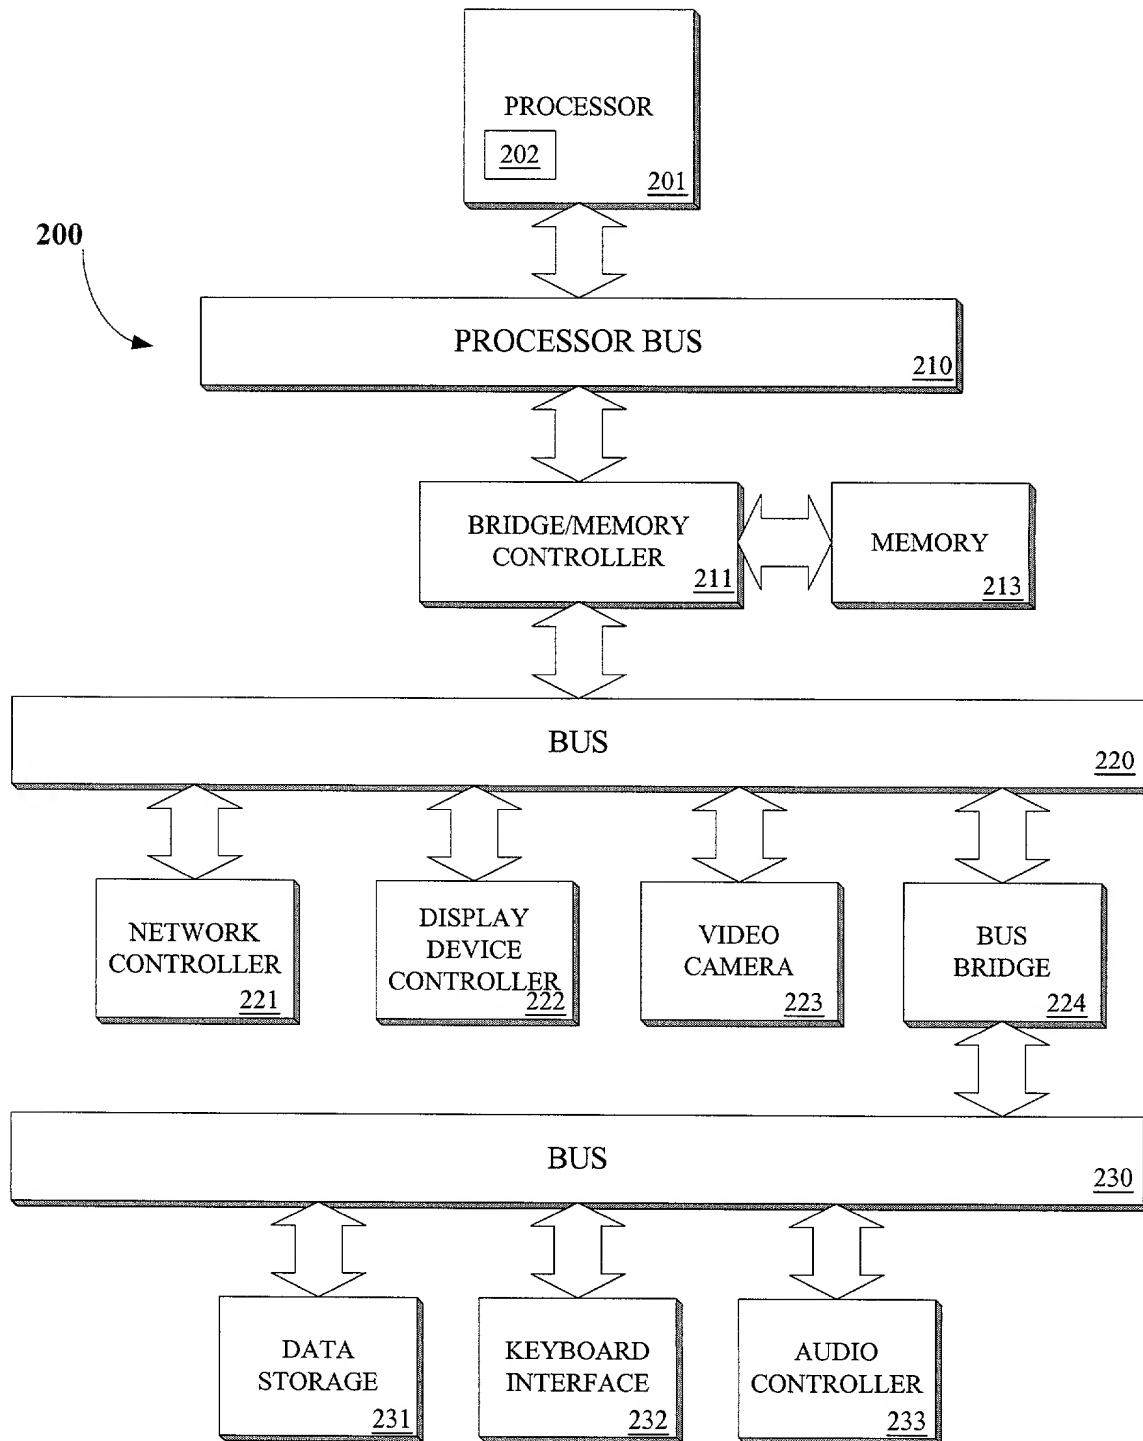 PROCESSOR
202
201
200
PROCESSOR BUS
210
BRIDGE/MEMORY
CONTROLLER
211
MEMORY
213
BUS
220
NETWORK
CONTROLLER
221
DISPLAY
DEVICE
CONTROLLER
222
VIDEO
CAMERA
223
BUS
BRIDGE
224
BUS
230
DATA
STORAGE
231
KEYBOARD
INTERFACE
232
AUDIO
CONTROLLER
233